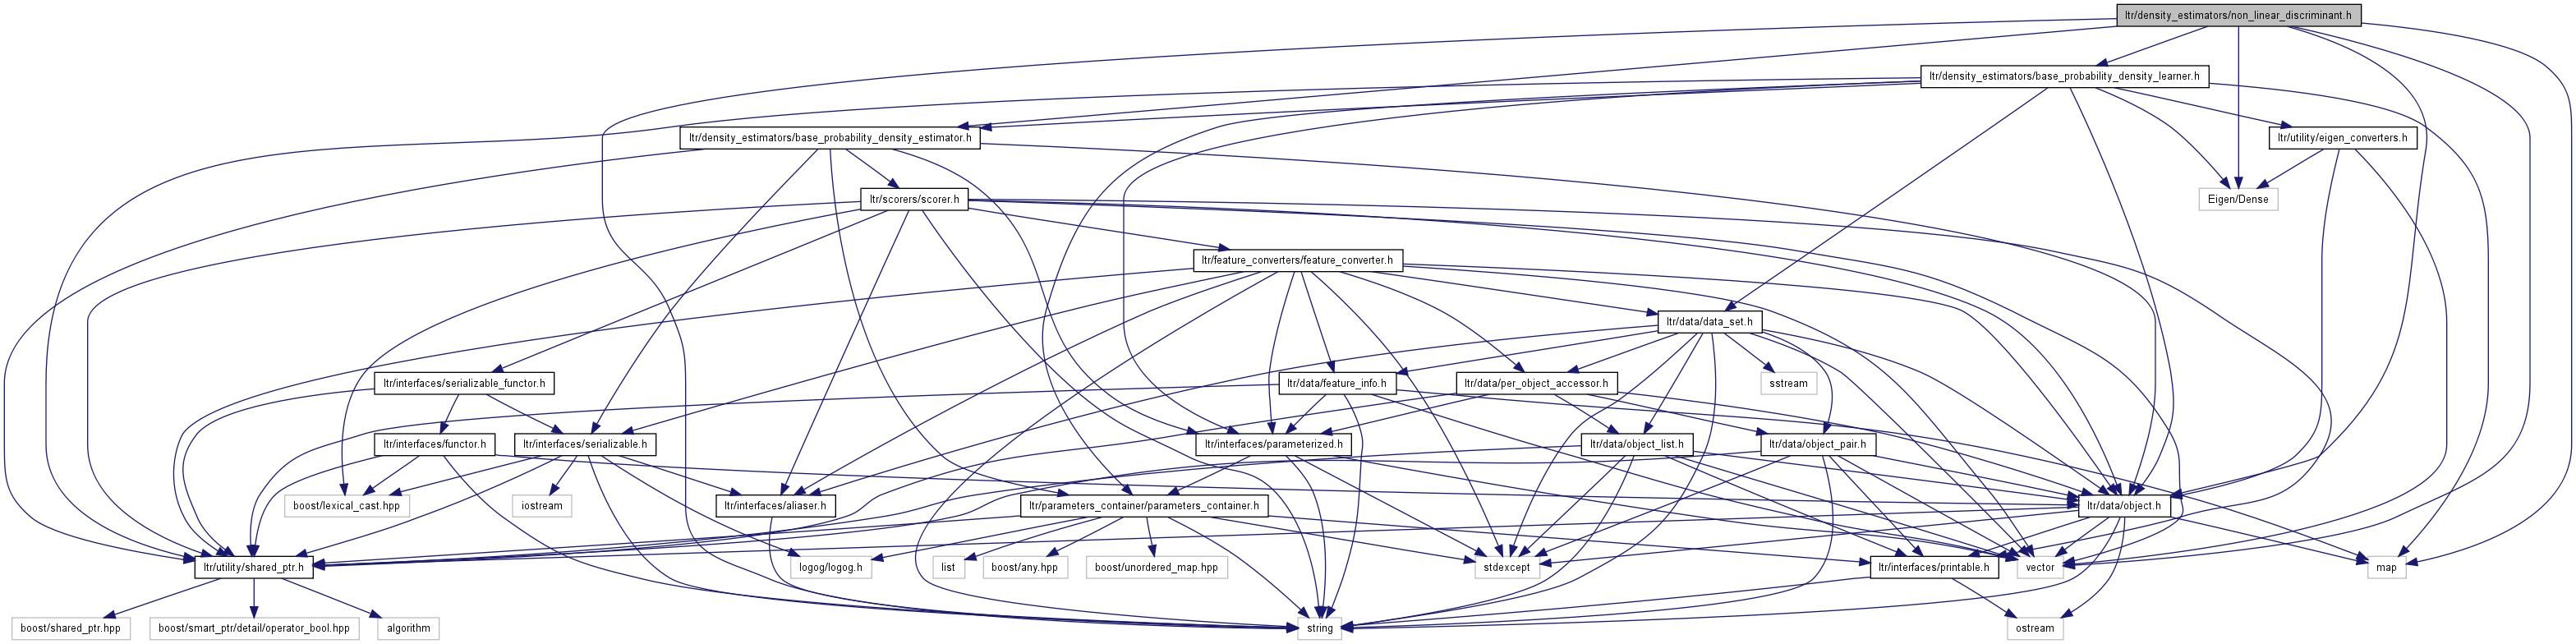 ltr/density_estimators/non_linear_discriminant.h
ltr/density_estimators/base_probability_density_learner.h
ltr/density_estimators/base_probability_density_estimator.h
ltr/utility/eigen_converters.h
ltr/scorers/scorer.h
Eigen/Dense
ltr/feature_converters/feature_converter.h
ltr/data/data_set.h
ltr/interfaces/serializable_functor.h
ltr/data/feature_info.h
ltr/data/per_object_accessor.h
sstream
ltr/interfaces/functor.h
ltr/interfaces/serializable.h
ltr/interfaces/parameterized.h
ltr/data/object_list.h
ltr/data/object_pair.h
boost/lexical_cast.hpp
iostream
ltr/interfaces/aliaser.h
ltr/parameters_container/parameters_container.h
ltr/data/object.h
ltr/utility/shared_ptr.h
logog/logog.h
list
boost/any.hpp
boost/unordered_map.hpp
stdexcept
ltr/interfaces/printable.h
vector
map
boost/shared_ptr.hpp
boost/smart_ptr/detail/operator_bool.hpp
algorithm
string
ostream